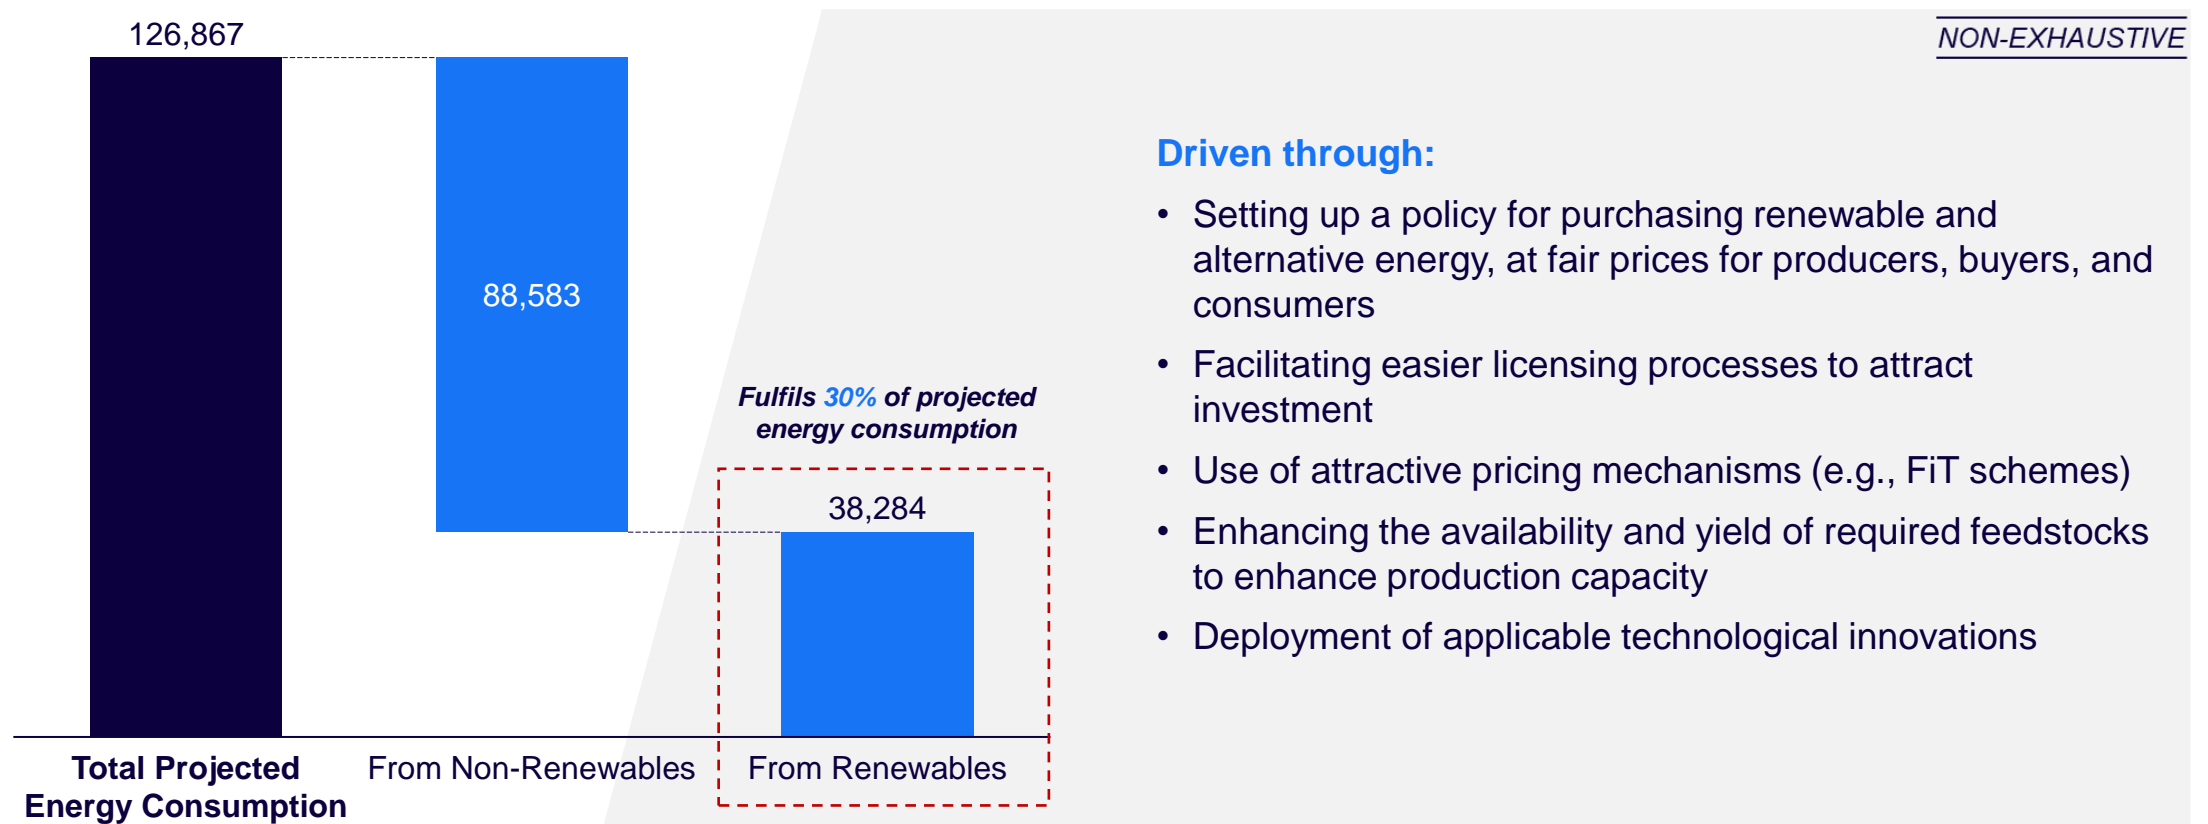 126,867
88,583
Fulfils 30% of projected
energy consumption
38,284
Total Projected
Energy Consumption
From Non-Renewables
From Renewables
NON-EXHAUSTIVE
Driven through:
• Setting up a policy for purchasing renewable and
alternative energy, at fair prices for producers, buyers, and
consumers
• Facilitating easier licensing processes to attract
investment
• Use of attractive pricing mechanisms (e.g., FiT schemes)
• Enhancing the availability and yield of required feedstocks
to enhance production capacity
• Deployment of applicable technological innovations